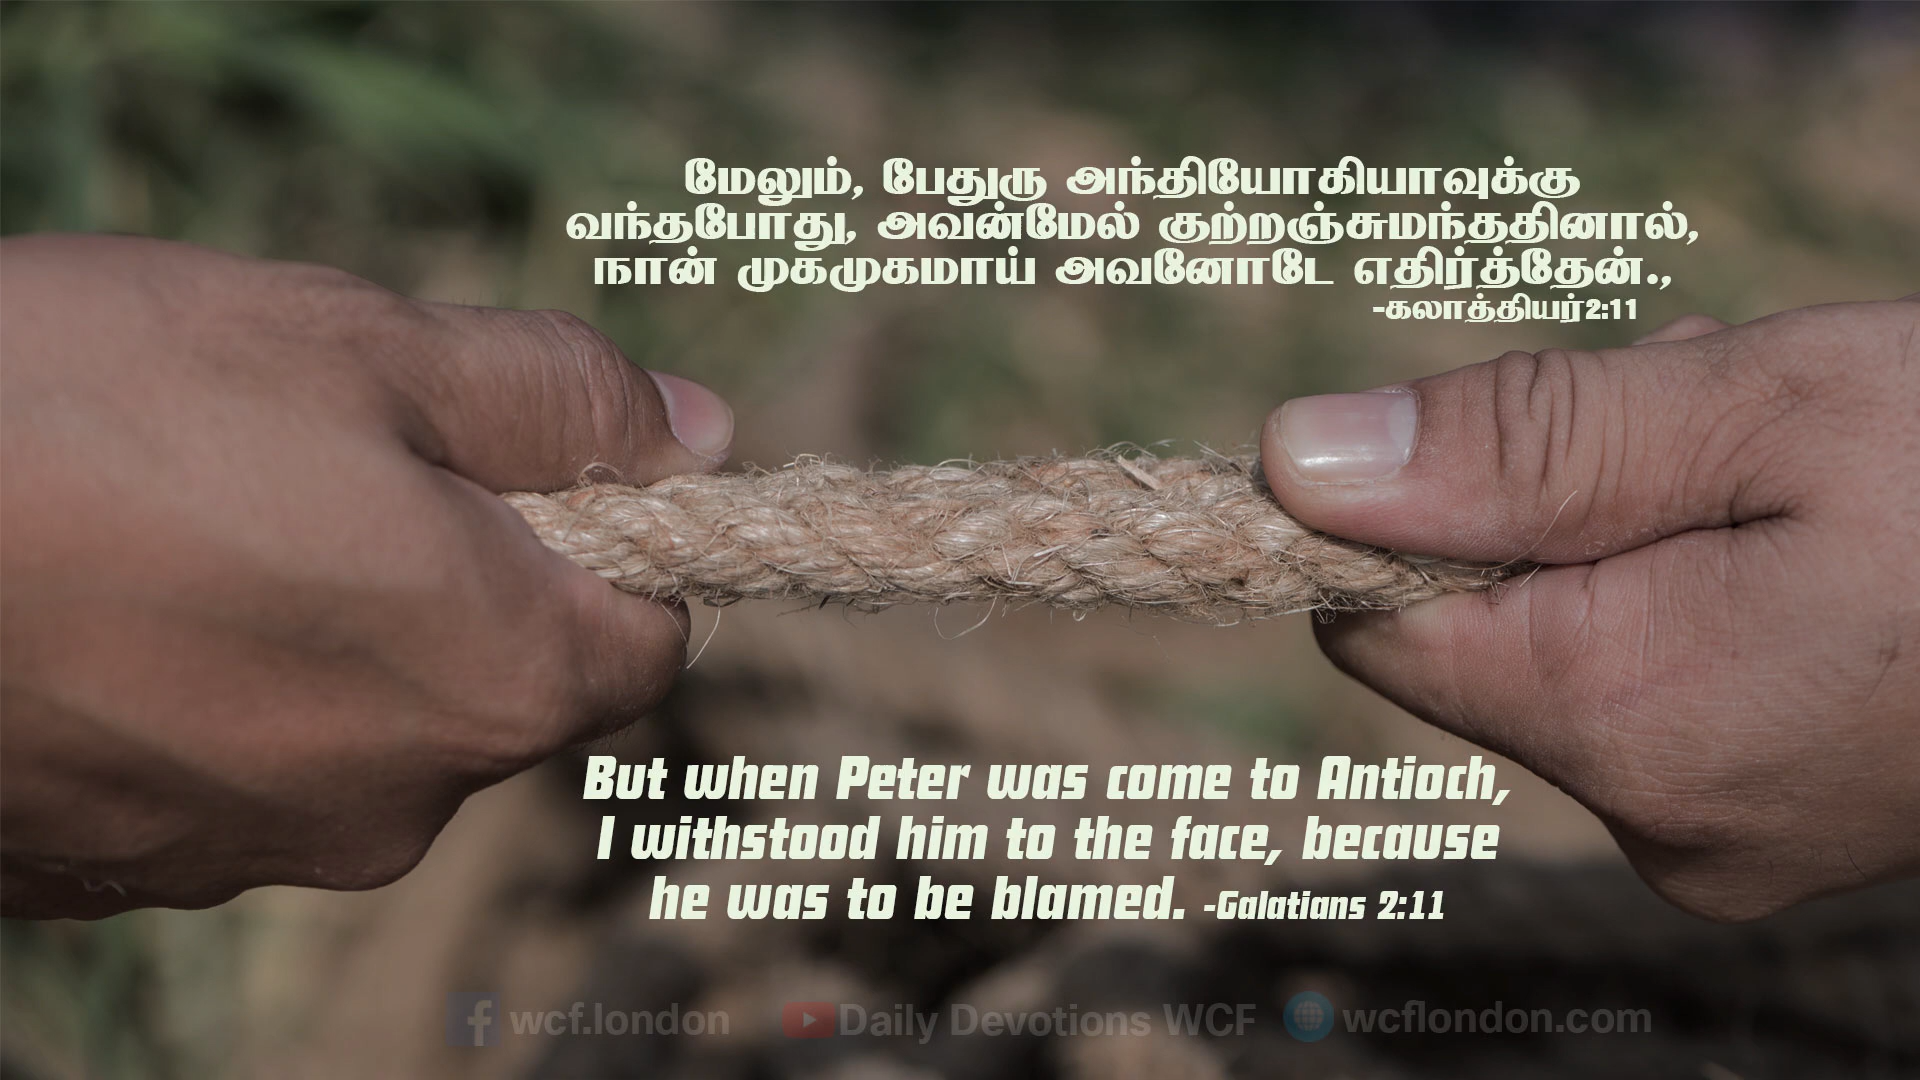 மேலும், பேதுரு அந்தியோகியாவுக்கு
வந்தபோது, அவன்மேல் குற்றஞ்சுமந்ததினால்,
நான் முகமுகமாய் அவனோடே எதிர்த்தேன்.,
-கலாத்தியர்2:11
But when Peter was come to Antioch,
I withstood him to the face, because
he was to be blamed. -Galatians 2:11
wcf.london Daily Devotions WCF wcflondon.com